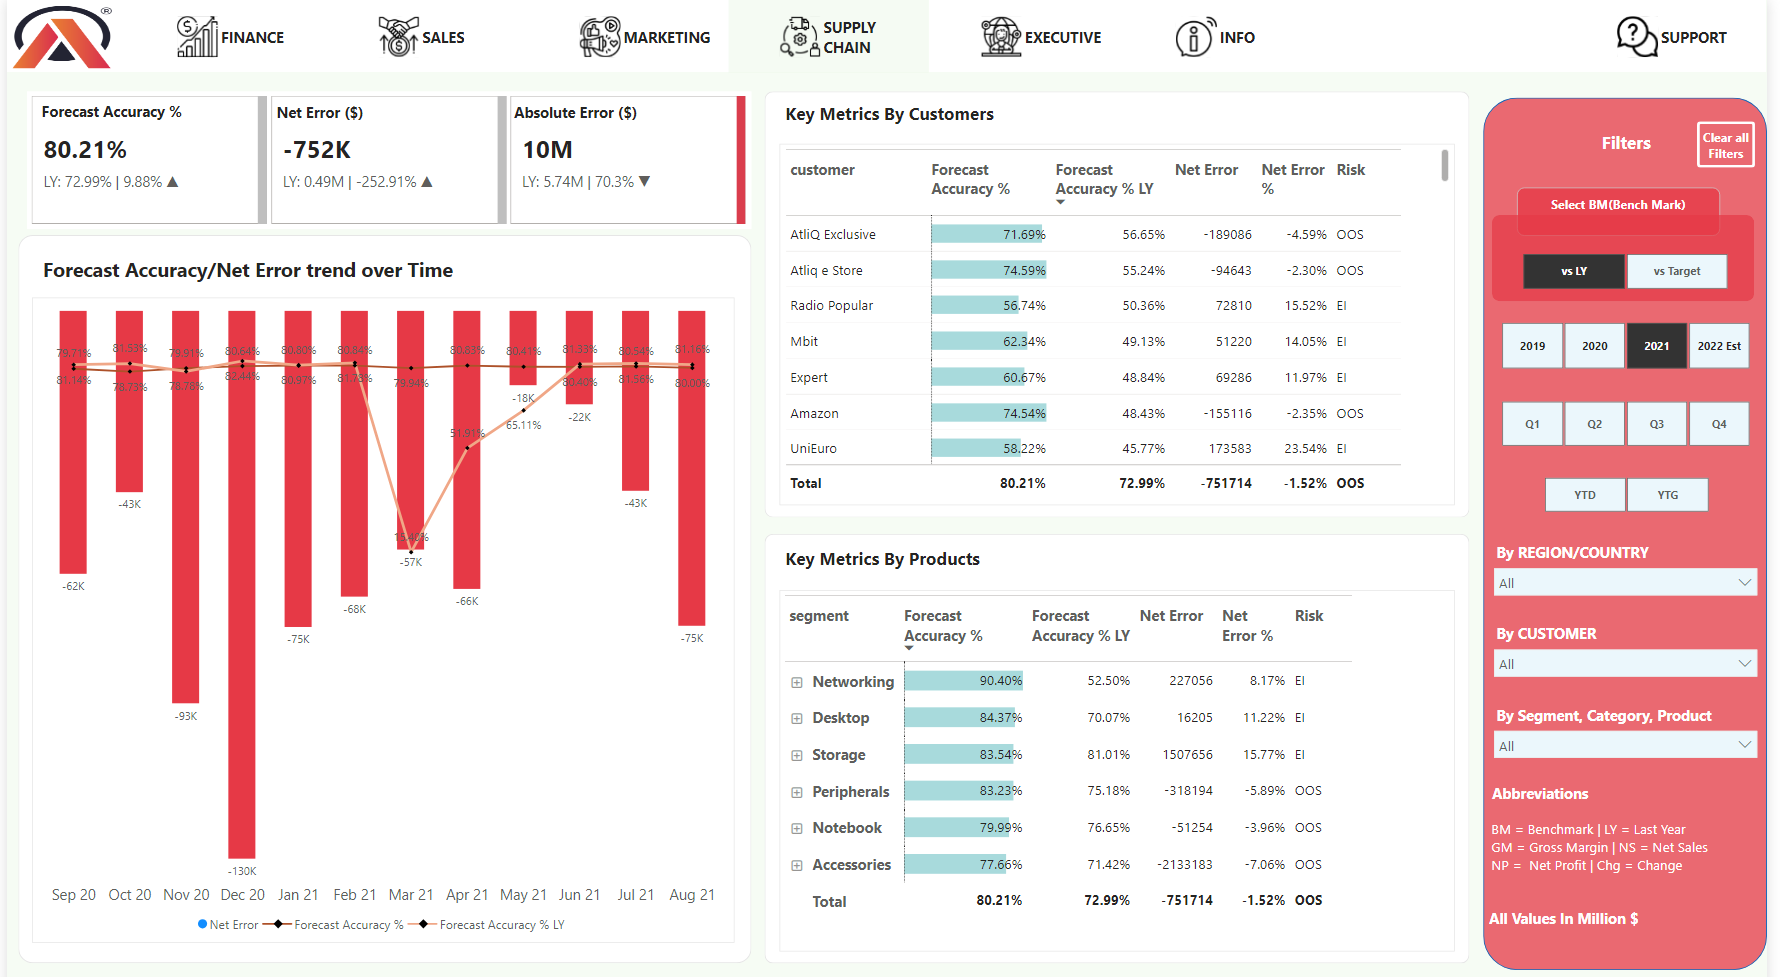 ®
FINANCE
SALES
MARKETING
SUPPLY
CHAIN
EXECUTIVE
INFO
SUPPORT
Forecast Accuracy %
80.21%
LY: 72.99% | 9.88% ▲
Net Error ($)
-752K
LY: 0.49M | -252.91% ▲
Absolute Error ($)
10M
LY: 5.74M | 70.3% ▼
Forecast Accuracy/Net Error trend over Time
79.71% 81.53% 79.91% 80.64% 80.80% 80.84% 80.83% 80.41% 81.33% 80.54% 81.16%
81.14% 78.73% 78.78% 82.44% 80.97% 81.73% 79.94% 80.40% 81.56% 80.00%
-18K
-22K
65.11%
51.91%
-43K
-43K
-57K
-62K
-66K
-68K
-75K
-75K
-93K
-130K
Sep 20 Oct 20 Nov 20 Dec 20 Jan 21 Feb 21 Mar 21 Apr 21 May 21 Jun 21 Jul 21 Aug 21
Net Error Forecast Accuracy % Forecast Accuracy % LY
Key Metrics By Customers
customer Forecast Accuracy % Forecast Accuracy % LY Net Error Net Error % Risk
AtliQ Exclusive 71.69% 56.65% -189086 -4.59% OOS
Atliq e Store 74.59% 55.24% -94643 -2.30% OOS
Radio Popular 56.74% 50.36% 72810 15.52% EI
Mbit 62.34% 49.13% 51220 14.05% EI
Expert 60.67% 48.84% 69286 11.97% EI
Amazon 74.54% 48.43% -155116 -2.35% OOS
UniEuro 58.22% 45.77% 173583 23.54% EI
Total 80.21% 72.99% -751714 -1.52% OOS
Key Metrics By Products
segment Forecast Accuracy % Forecast Accuracy % LY Net Error Net Error % Risk
Networking 90.40% 52.50% 227056 8.17% EI
Desktop 84.37% 70.07% 16205 11.22% EI
Storage 83.54% 81.01% 1507656 15.77% EI
Peripherals 83.23% 75.18% -318194 -5.89% OOS
Notebook 79.99% 76.65% -51254 -3.96% OOS
Accessories 77.66% 71.42% -2133183 -7.06% OOS
Total 80.21% 72.99% -751714 -1.52% OOS
Filters
Clear all
Filters
Select BM(Bench Mark)
vs LY vs Target
2019 2020 2021 2022 Est
Q1 Q2 Q3 Q4
YTD YTG
By REGION/COUNTRY
All
By CUSTOMER
All
By Segment, Category, Product
All
Abbreviations
BM = Benchmark | LY = Last Year
GM = Gross Margin | NS = Net Sales
NP = Net Profit | Chg = Change
All Values In Million $